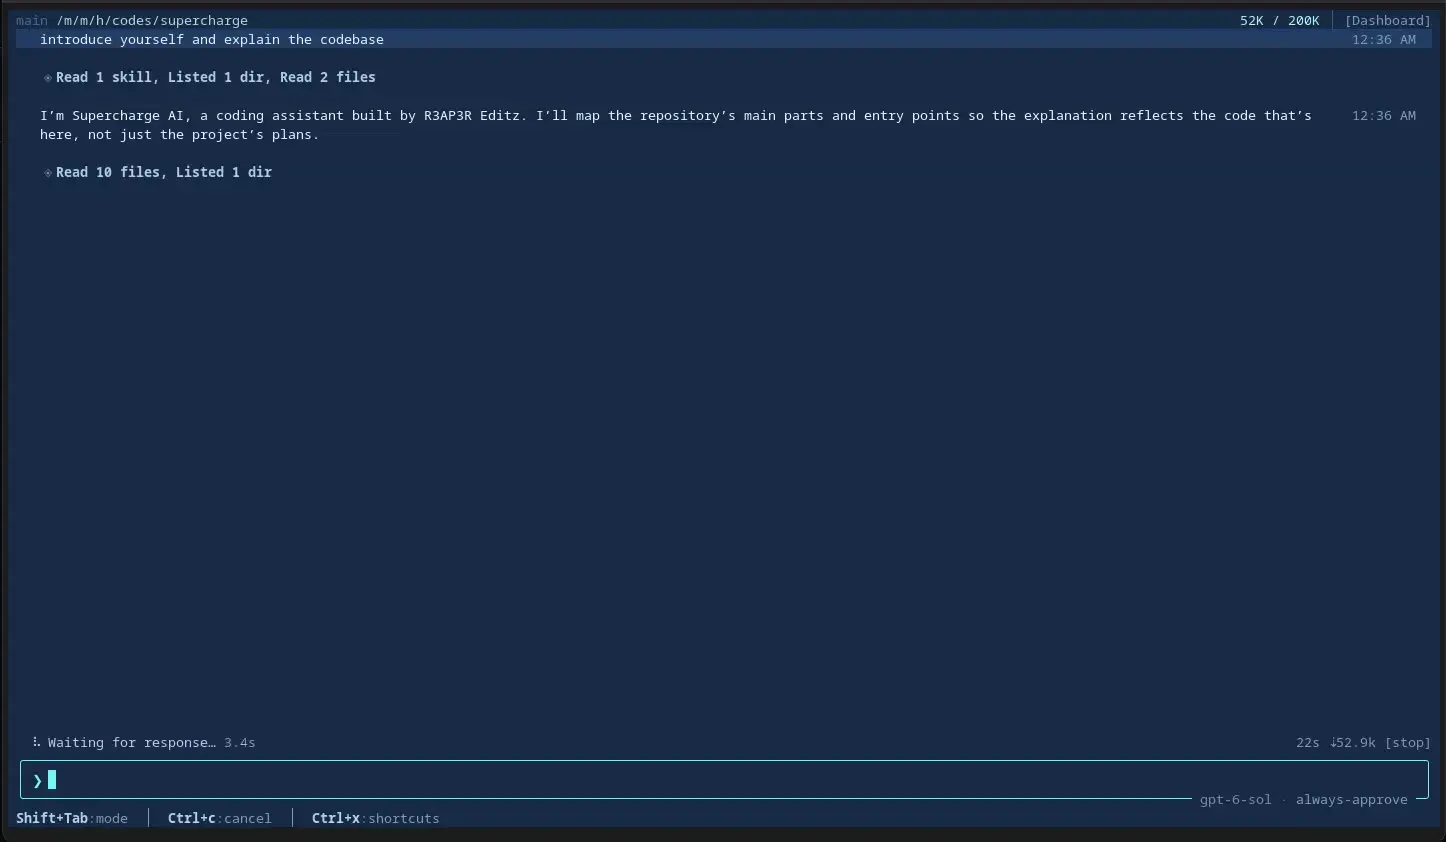 main /m/m/h/codes/supercharge 52K / 200K [Dashboard]
introduce yourself and explain the codebase 12:36 AM
Read 1 skill, Listed 1 dir, Read 2 files
I’m Supercharge AI, a coding assistant built by R3AP3R Editz. I’ll map the repository’s main parts and entry points so the explanation reflects the code that’s 12:36 AM
here, not just the project’s plans.
Read 10 files, Listed 1 dir
Waiting for response… 3.4s 22s ⇣52.9k [stop]
❯
gpt-6-sol · always-approve
Shift+Tab:mode │ Ctrl+c:cancel │ Ctrl+x:shortcuts